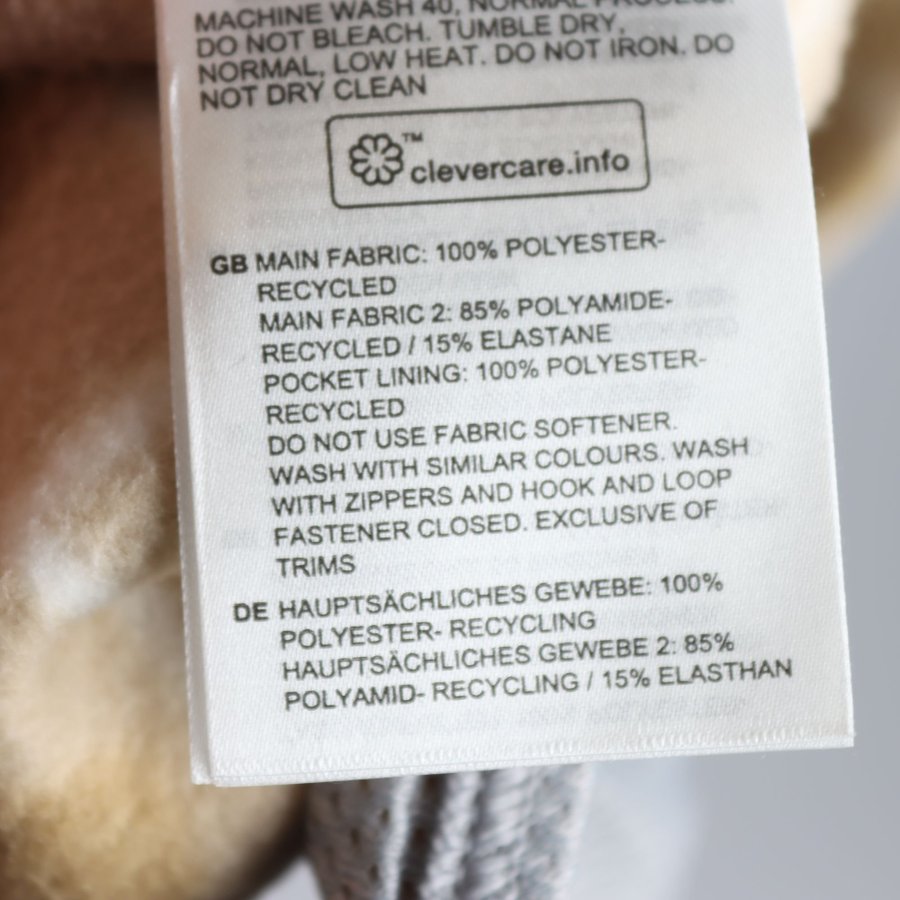 MACHINE WASH 40, NORMAL PROCESS.
DO NOT BLEACH. TUMBLE DRY,
NORMAL, LOW HEAT. DO NOT IRON. DO
NOT DRY CLEAN
™
clevercare.info
GB MAIN FABRIC: 100% POLYESTER-
RECYCLED
MAIN FABRIC 2: 85% POLYAMIDE-
RECYCLED / 15% ELASTANE
POCKET LINING: 100% POLYESTER-
RECYCLED
DO NOT USE FABRIC SOFTENER.
WASH WITH SIMILAR COLOURS. WASH
WITH ZIPPERS AND HOOK AND LOOP
FASTENER CLOSED. EXCLUSIVE OF
TRIMS
DE HAUPTSÄCHLICHES GEWEBE: 100%
POLYESTER- RECYCLING
HAUPTSÄCHLICHES GEWEBE 2: 85%
POLYAMID- RECYCLING / 15% ELASTHAN